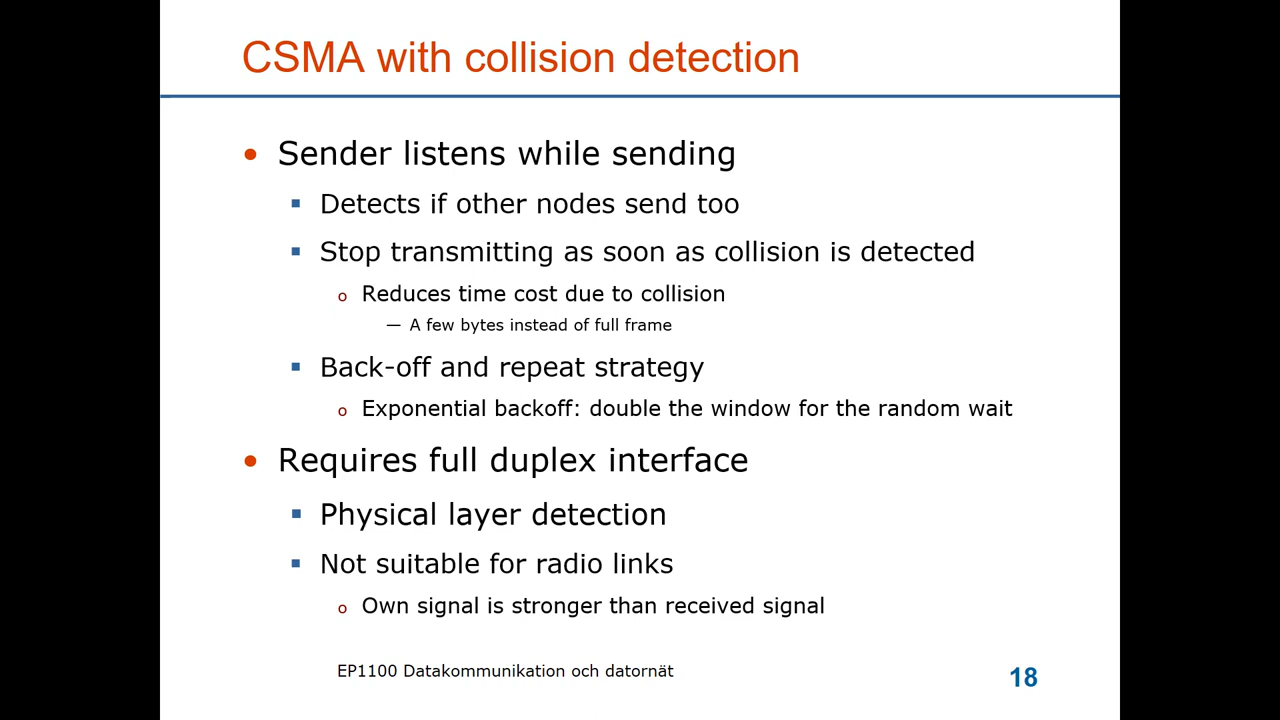 CSMA with collision detection
• Sender listens while sending
▪ Detects if other nodes send too
▪ Stop transmitting as soon as collision is detected
o Reduces time cost due to collision
— A few bytes instead of full frame
▪ Back-off and repeat strategy
o Exponential backoff: double the window for the random wait
• Requires full duplex interface
▪ Physical layer detection
▪ Not suitable for radio links
o Own signal is stronger than received signal
EP1100 Datakommunikation och datornät
18